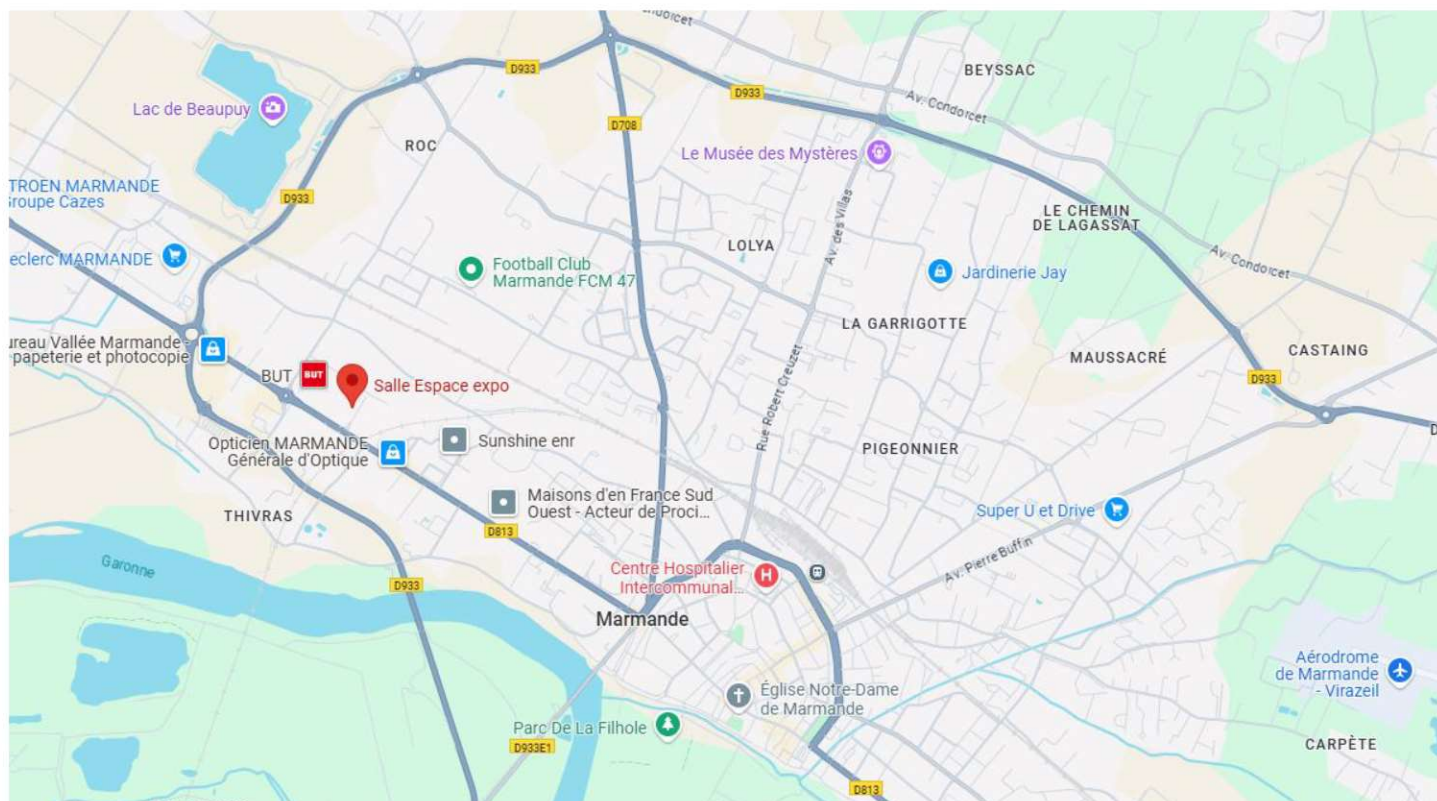 ondorcet
BEYSSAC
D933
D933
Av. Condorcet
Lac de Beaupuy
D708
ROC
Le Musée des Mystères
TROEN MARMANDE
Groupe Cazes
D933
LE CHEMIN
DE LAGASSAT
Av. des Villas
LOLYA
Av. Condorcet
eclerc MARMANDE
Football Club
Marmande FCM 47
Jardinerie Jay
LA GARRIGOTTE
ureau Vallée Marmande -
papeterie et photocopie
MAUSSACRÉ
CASTAING
BUT
BUT
Salle Espace expo
D933
Rue Robert Creuzet
Opticien MARMANDE
Générale d'Optique
Sunshine enr
PIGEONNIER
Maisons d'en France Sud
Ouest - Acteur de Proci...
THIVRAS
Super U et Drive
D813
Garonne
Av. Pierre Buffin
Centre Hospitalier
Intercommunal...
H
D933
Marmande
Aérodrome
de Marmande
- Virazeil
Église Notre-Dame
de Marmande
Parc De La Filhole
D933E1
CARPÈTE
D813
D